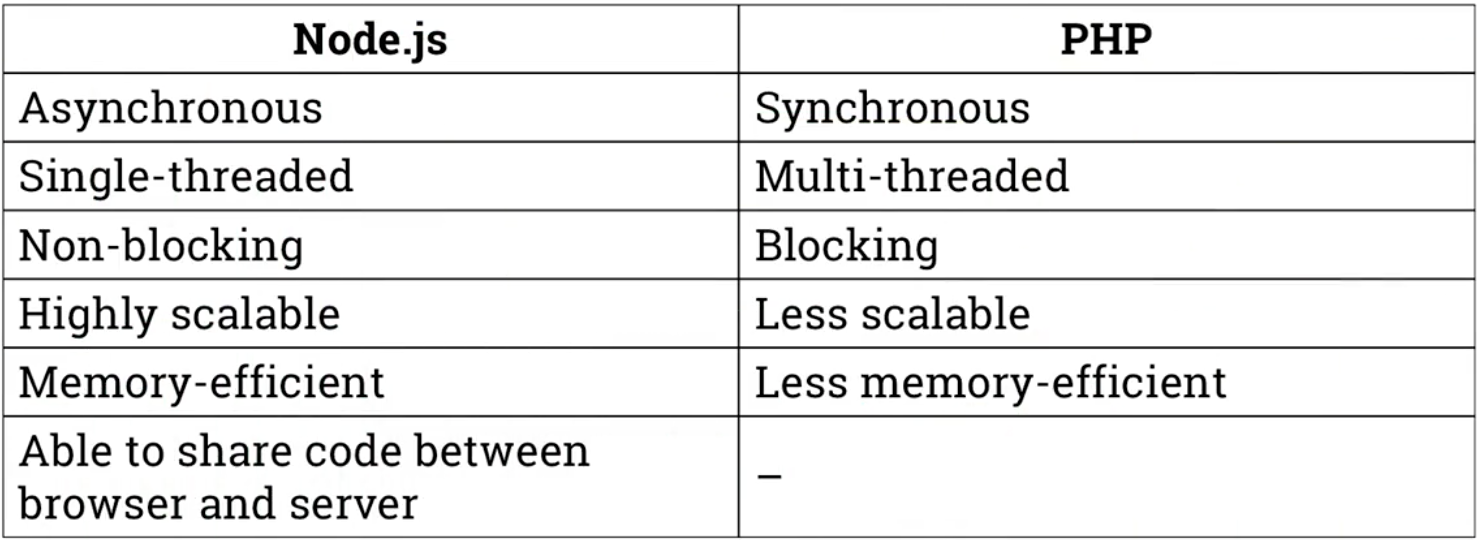 Node.js PHP
Asynchronous Synchronous
Single-threaded Multi-threaded
Non-blocking Blocking
Highly scalable Less scalable
Memory-efficient Less memory-efficient
Able to share code between
browser and server –